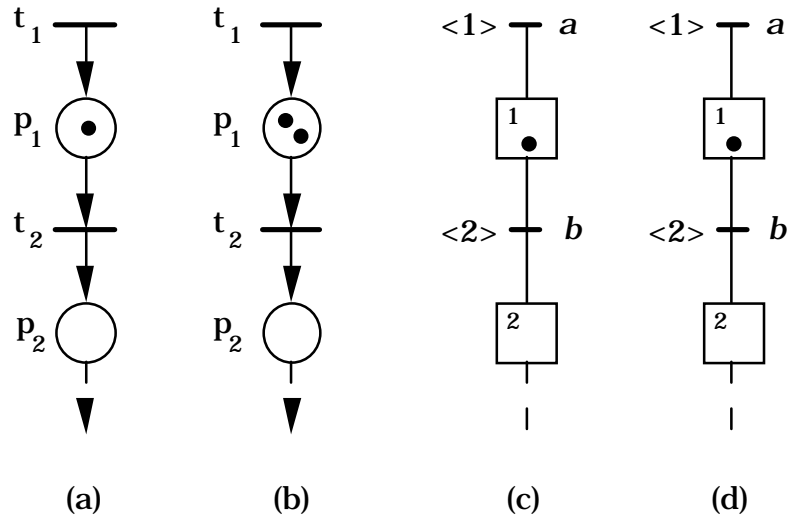 t1 t1 <1> a <1> a
p1 p1 1 1
t2 t2 <2> b <2> b
p2 p2 2 2
(a) (b) (c) (d)